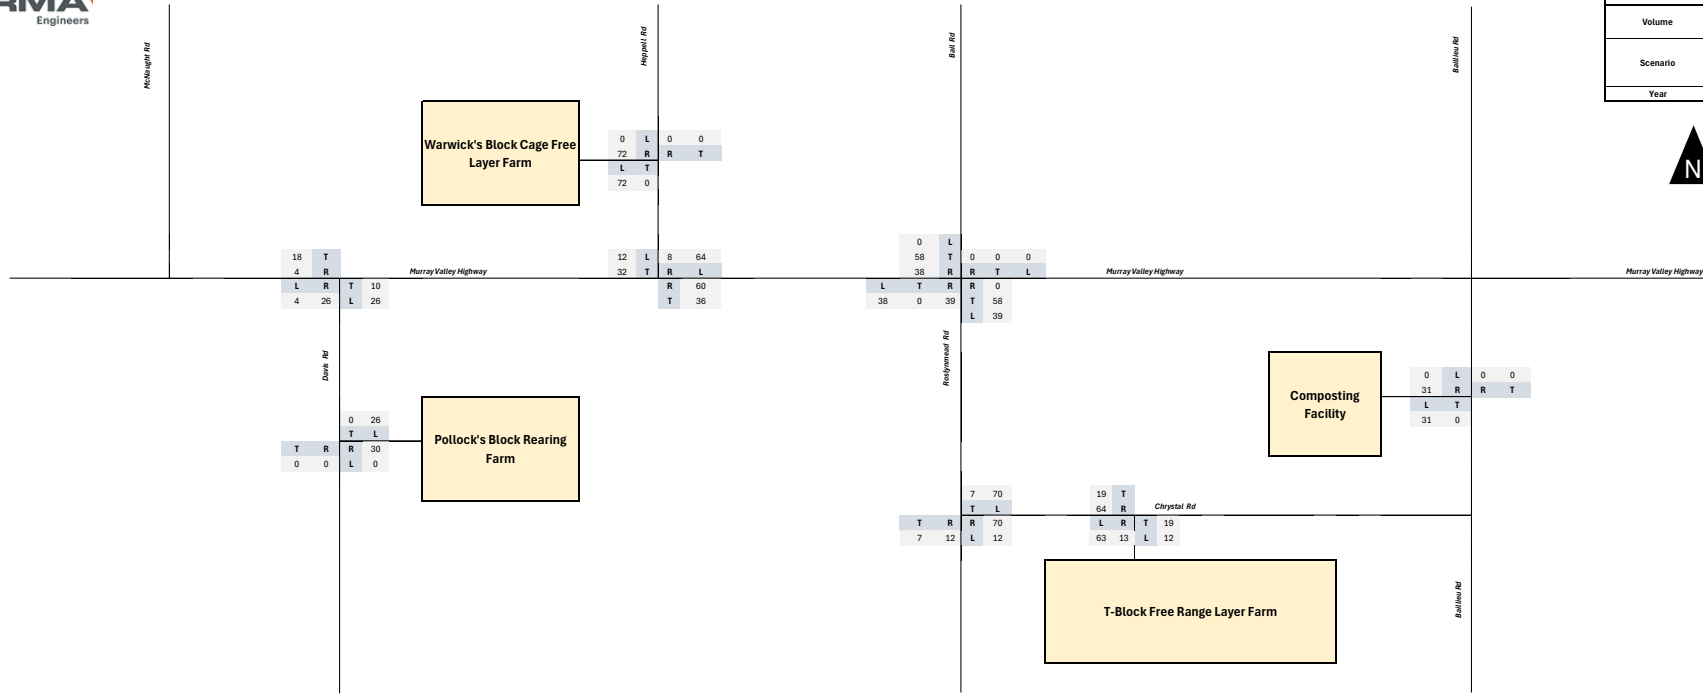 RMA
Engineers
McNaught Rd
Heppell Rd
Bail Rd
Baillieu Rd
Volume
Scenario
Year
N
Warwick's Block Cage Free
Layer Farm
0 L 0 0
72 R R T
L T
72 0
18 T
4 R
L R T 10
4 26 L 26
Murray Valley Highway
12 L 8 64
32 T R L
R 60
T 36
0 L
58 T 0 0 0
38 R R T L
L T R R 0
38 0 39 T 58
L 39
Murray Valley Highway
Murray Valley Highway
Davis Rd
Roslynmead Rd
0 26
T L
T R R 30
0 0 L 0
Pollock's Block Rearing
Farm
Composting
Facility
0 L 0 0
31 R R T
L T
31 0
7 70
T L
T R R 70
7 12 L 12
19 T
64 R
L R T 19
63 13 L 12
Chrystal Rd
T-Block Free Range Layer Farm
Baillieu Rd